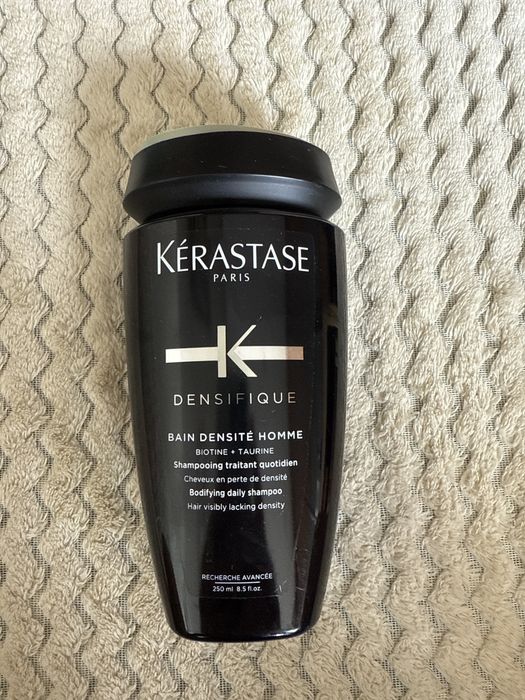 KÉRASTASE
PARIS
K
DENSIFIQUE
BAIN DENSITÉ HOMME
BIOTINE + TAURINE
Shampooing traitant quotidien
Cheveux en perte de densité
Bodifying daily shampoo
Hair visibly lacking density
RECHERCHE AVANCÉE
250 ml 8.5 fl.oz.